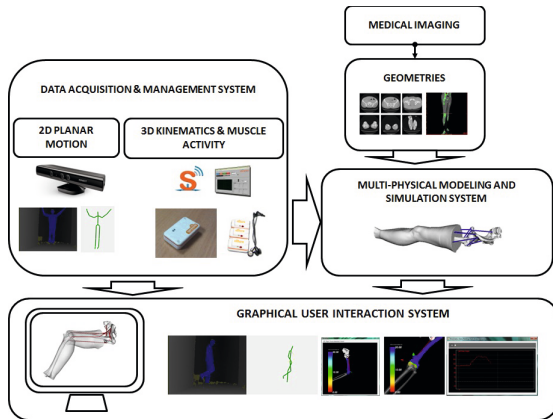 MEDICAL IMAGING
GEOMETRIES
DATA ACQUISITION & MANAGEMENT SYSTEM
2D PLANAR
MOTION
3D KINEMATICS & MUSCLE
ACTIVITY
MULTI-PHYSICAL MODELING AND
SIMULATION SYSTEM
GRAPHICAL USER INTERACTION SYSTEM